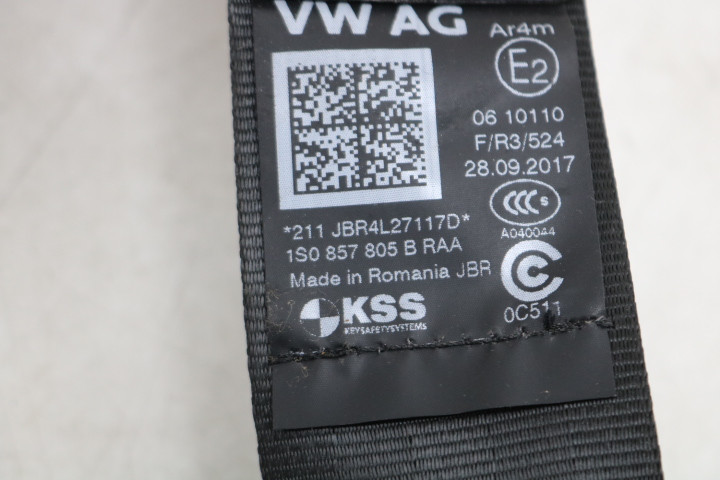 VW AG
Ar4m
E2
06 10110
F/R3/524
28.09.2017
CCC S
A040044
*211 JBR4L27117D*
1S0 857 805 B RAA
Made in Romania JBR
KSS
KEYSAFETYSYSTEMS